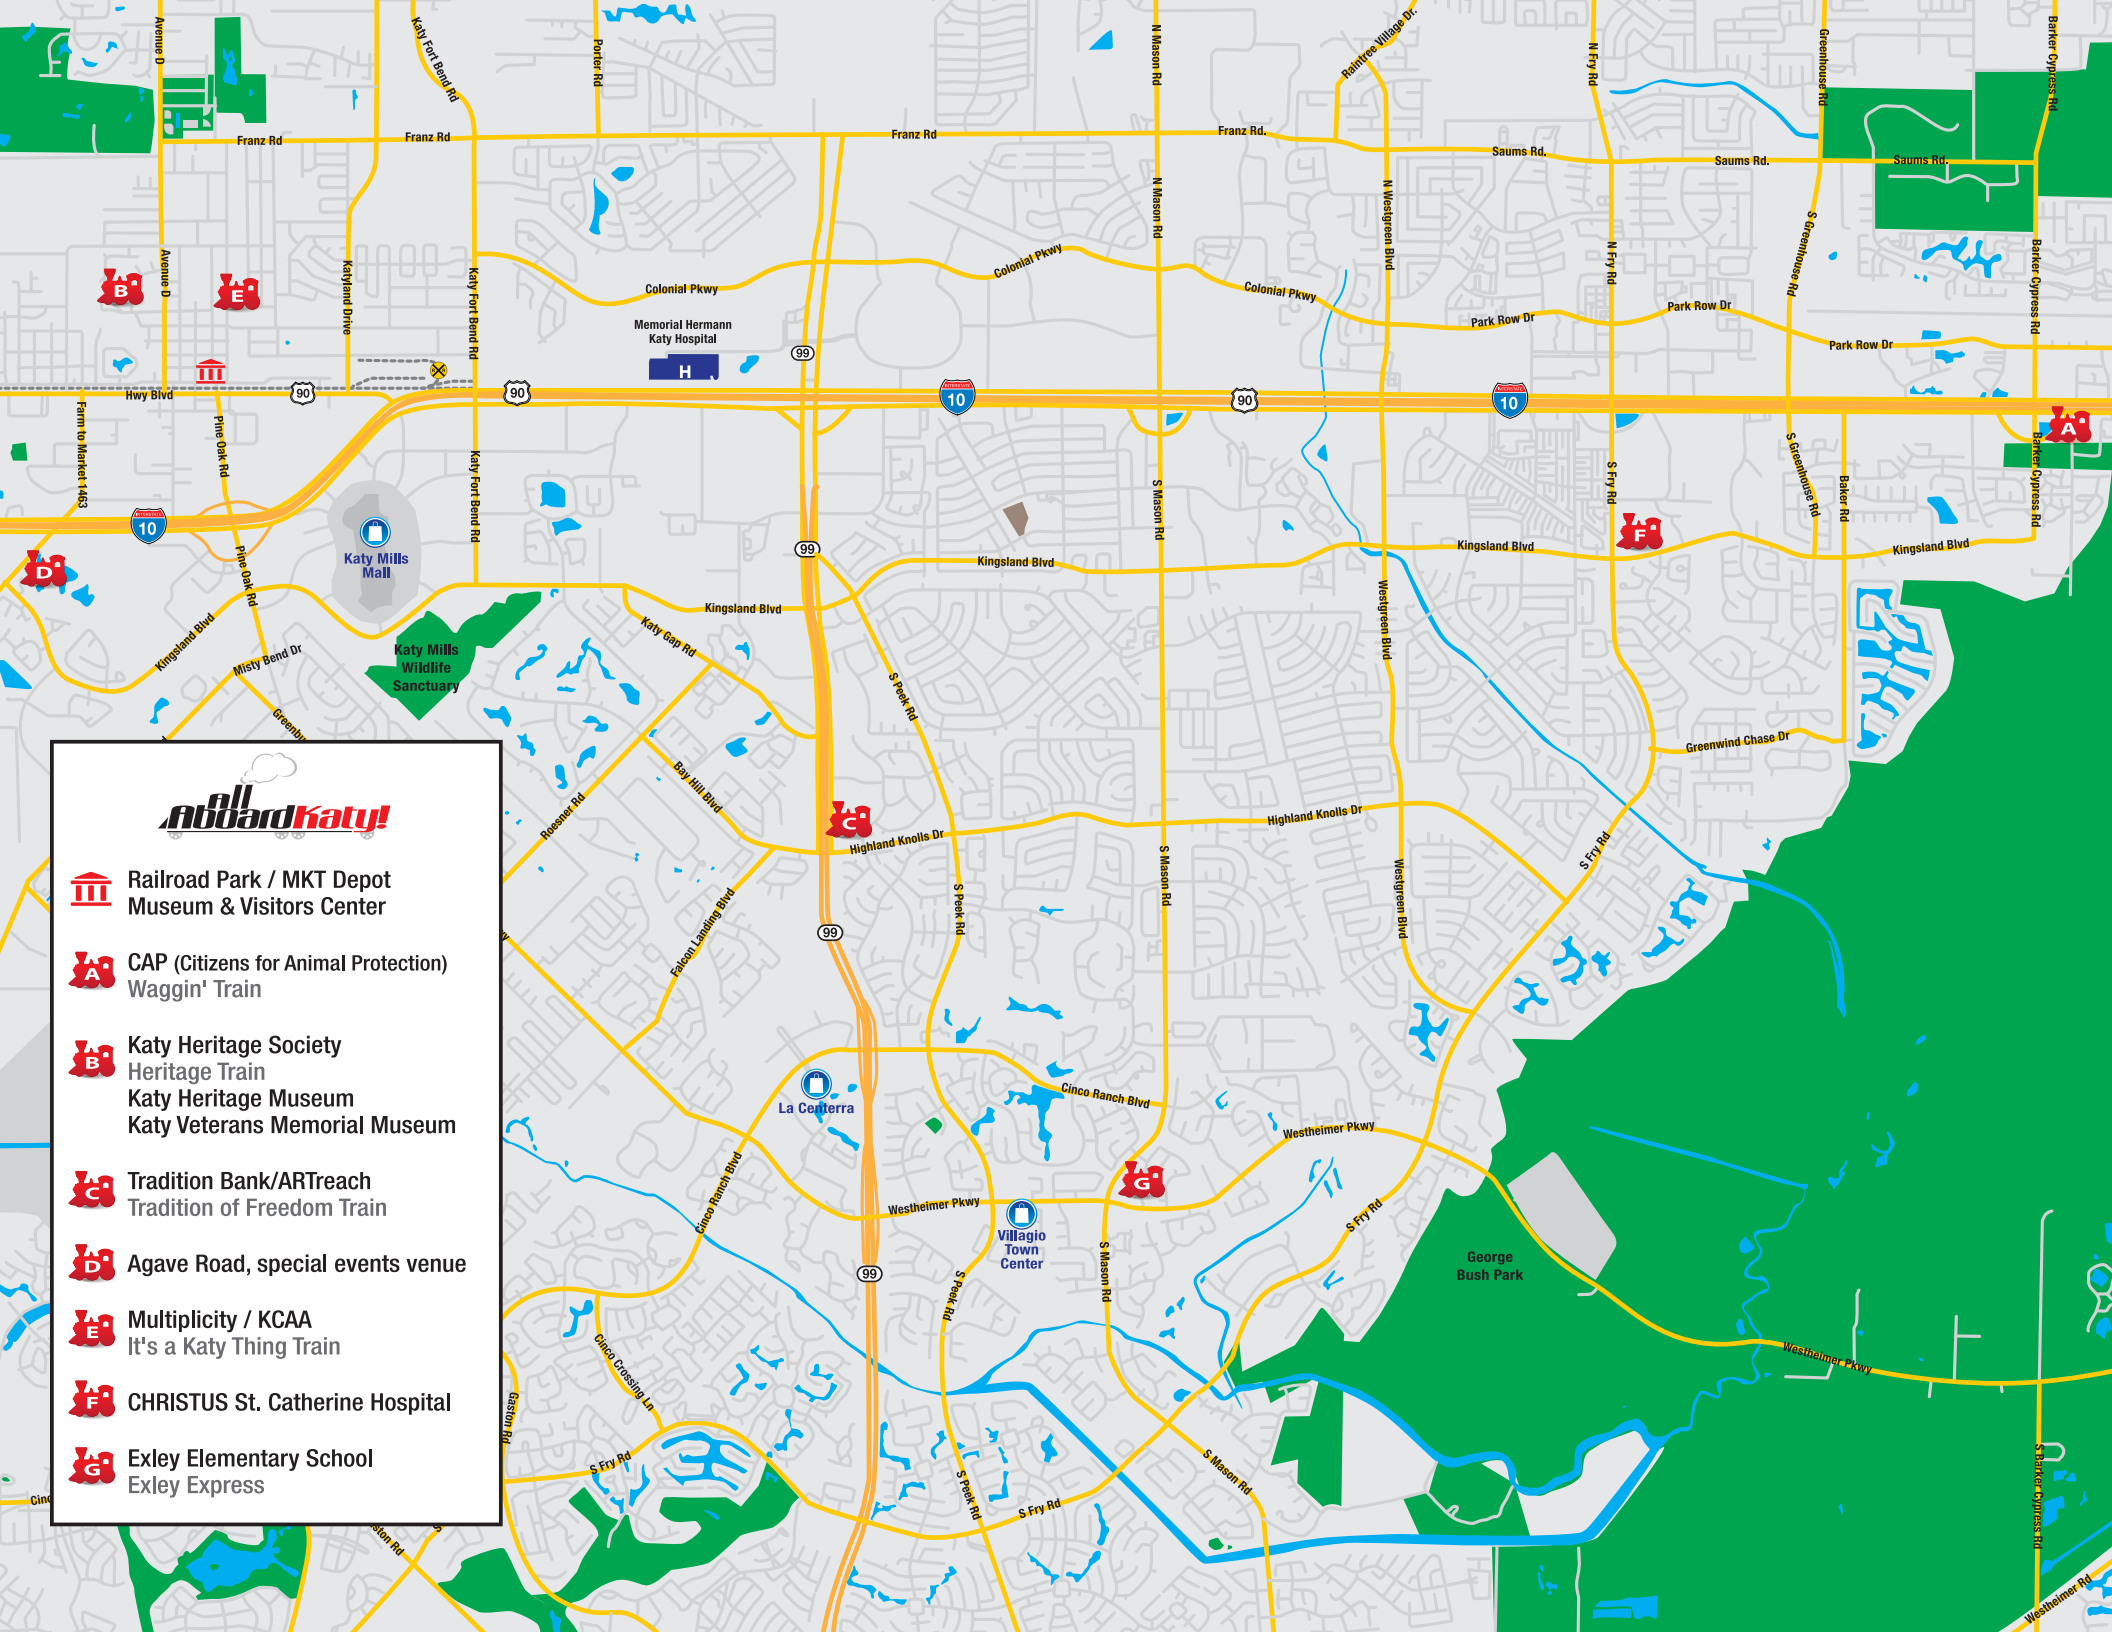 Avenue D
Katy Fort Bend Rd
Porter Rd
N Mason Rd
Raintree Village Dr.
N Fry Rd
Greenhouse Rd
Barker Cypress Rd
Franz Rd
Franz Rd
Franz Rd
Franz Rd.
Saums Rd.
Saums Rd.
Saums Rd.
Avenue D
Katyland Drive
Katy Fort Bend Rd
N Mason Rd
N Westgreen Blvd
N Fry Rd
S Greenhouse Rd
Barker Cypress Rd
B
E
Colonial Pkwy
Colonial Pkwy
Colonial Pkwy
Park Row Dr
Park Row Dr
Park Row Dr
Memorial Hermann
Katy Hospital
H
99
Hwy Blvd
90
90
INTERSTATE
10
90
INTERSTATE
10
A
Farm to Market 1463
Pine Oak Rd
Katy Fort Bend Rd
S Mason Rd
S Fry Rd
S Greenhouse Rd
Baker Rd
Barker Cypress Rd
INTERSTATE
10
Katy Mills
Mall
99
F
D
Pine Oak Rd
Kingsland Blvd
Kingsland Blvd
Kingsland Blvd
Kingsland Blvd
Kingsland Blvd
Misty Bend Dr
Katy Gap Rd
Westgreen Blvd
Katy Mills
Wildlife
Sanctuary
S Peek Rd
Greenwind Chase Dr
Bay Hill Blvd
Roesner Rd
C
Highland Knolls Dr
Highland Knolls Dr
S Fry Rd
Falcon Landing Blvd
S Peek Rd
S Mason Rd
Westgreen Blvd
99
all
AboardKaty!
Railroad Park / MKT Depot
Museum & Visitors Center
A
CAP (Citizens for Animal Protection)
Waggin' Train
B
Katy Heritage Society
Heritage Train
Katy Heritage Museum
Katy Veterans Memorial Museum
C
Tradition Bank/ARTreach
Tradition of Freedom Train
D
Agave Road, special events venue
E
Multiplicity / KCAA
It's a Katy Thing Train
F
CHRISTUS St. Catherine Hospital
G
Exley Elementary School
Exley Express
La Centerra
Cinco Ranch Blvd
Cinco Ranch Blvd
Westheimer Pkwy
Westheimer Pkwy
G
Villagio
Town
Center
S Fry Rd
George
Bush Park
99
S Peek Rd
S Mason Rd
Westheimer Pkwy
Cinco Crossing Ln
Gaston Rd
S Fry Rd
S Peek Rd
S Fry Rd
S Mason Rd
S Barker Cypress Rd
Westheimer Rd